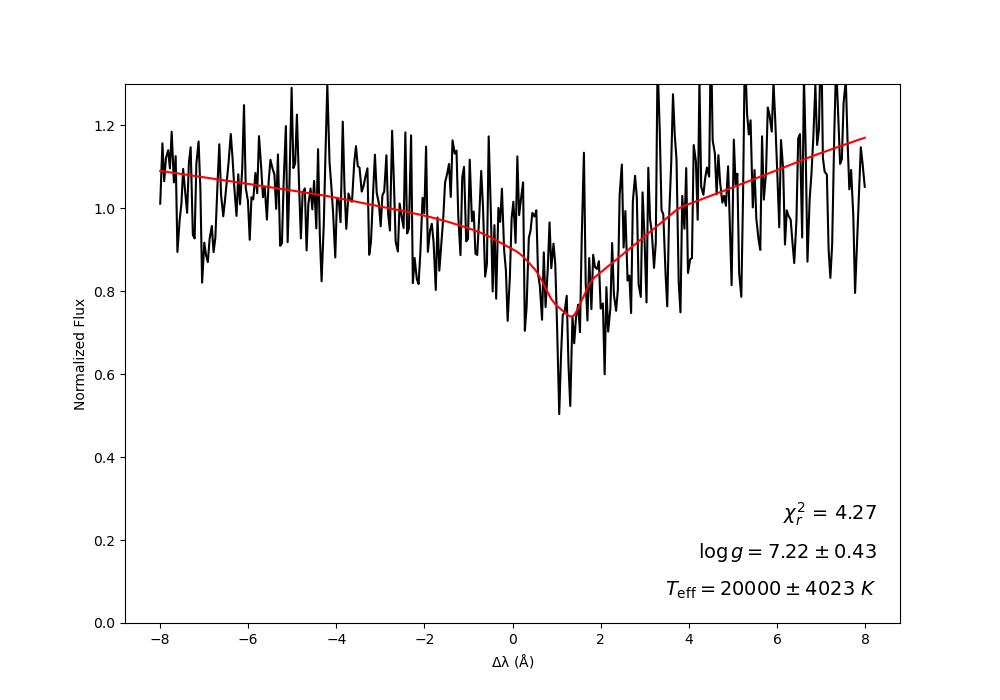 1.2
1.0
0.8
0.6
0.4
0.2
0.0
Normalized Flux
χ²ᵣ = 4.27
log g = 7.22 ± 0.43
T_eff = 20000 ± 4023 K
−8 −6 −4 −2 0 2 4 6 8
Δλ (Å)